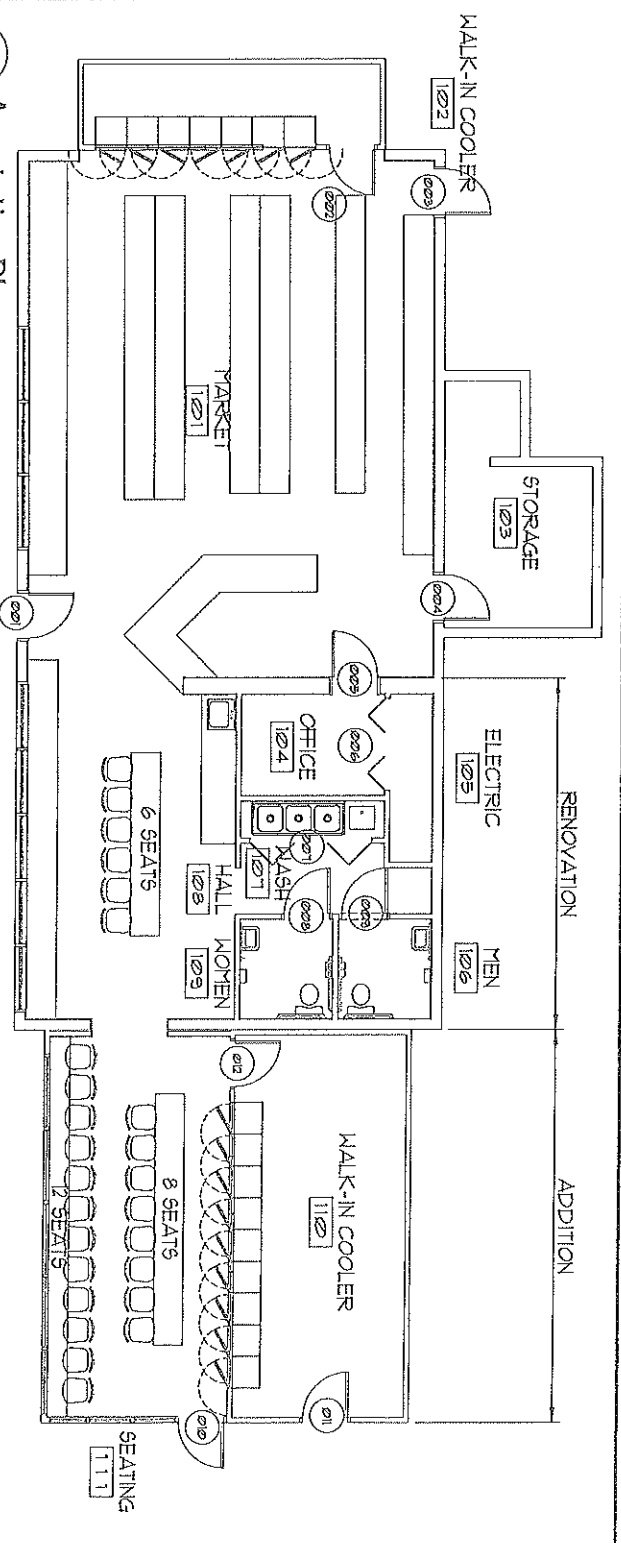 WALK-IN COOLER
102
003
002
STORAGE
103
MARKET
101
004
001
RENOVATION
ELECTRIC
105
005
006
OFFICE
104
MEN
106
007
WASH
107
HALL
108
008
009
WOMEN
109
6 SEATS
ADDITION
012
WALK-IN COOLER
110
8 SEATS
12 SEATS
011
010
SEATING
111